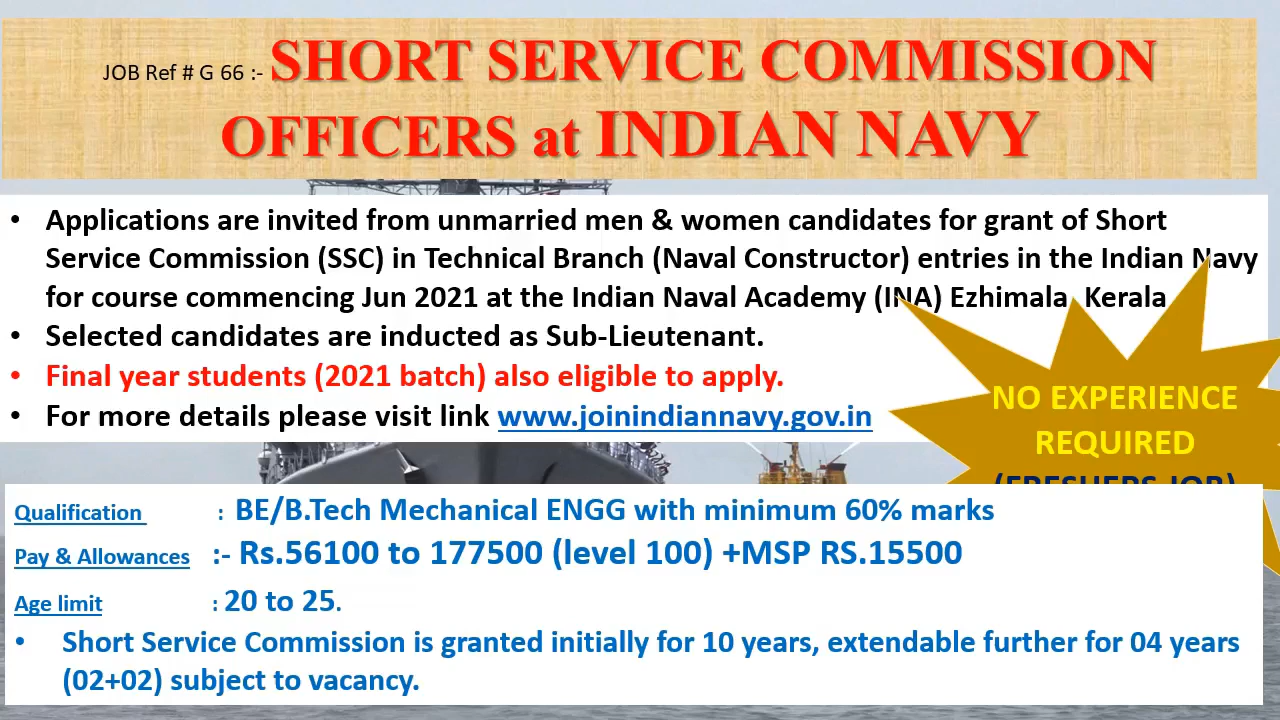 JOB Ref # G 66 :- SHORT SERVICE COMMISSION
OFFICERS at INDIAN NAVY
• Applications are invited from unmarried men & women candidates for grant of Short
Service Commission (SSC) in Technical Branch (Naval Constructor) entries in the Indian Navy
for course commencing Jun 2021 at the Indian Naval Academy (INA) Ezhimala, Kerala
• Selected candidates are inducted as Sub-Lieutenant.
• Final year students (2021 batch) also eligible to apply.
• For more details please visit link www.joinindiannavy.gov.in
NO EXPERIENCE
REQUIRED
(FRESHERS JOB)
Qualification : BE/B.Tech Mechanical ENGG with minimum 60% marks
Pay & Allowances :- Rs.56100 to 177500 (level 100) +MSP RS.15500
Age limit : 20 to 25.
• Short Service Commission is granted initially for 10 years, extendable further for 04 years
(02+02) subject to vacancy.